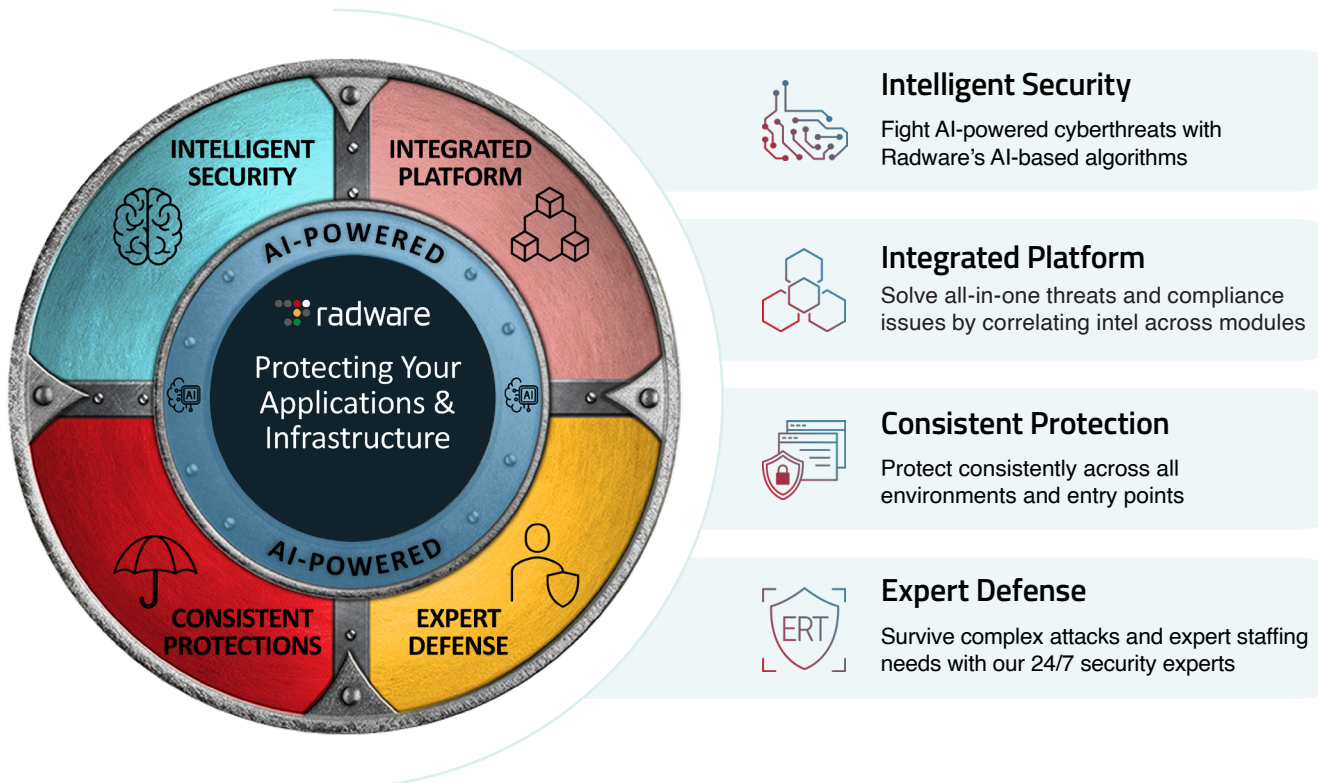 INTELLIGENT
SECURITY
INTEGRATED
PLATFORM
AI-POWERED
radware
Protecting Your
Applications &
Infrastructure
AI
AI
AI-POWERED
CONSISTENT
PROTECTIONS
EXPERT
DEFENSE
Intelligent Security
Fight AI-powered cyberthreats with
Radware's AI-based algorithms
Integrated Platform
Solve all-in-one threats and compliance
issues by correlating intel across modules
Consistent Protection
Protect consistently across all
environments and entry points
ERT
Expert Defense
Survive complex attacks and expert staffing
needs with our 24/7 security experts